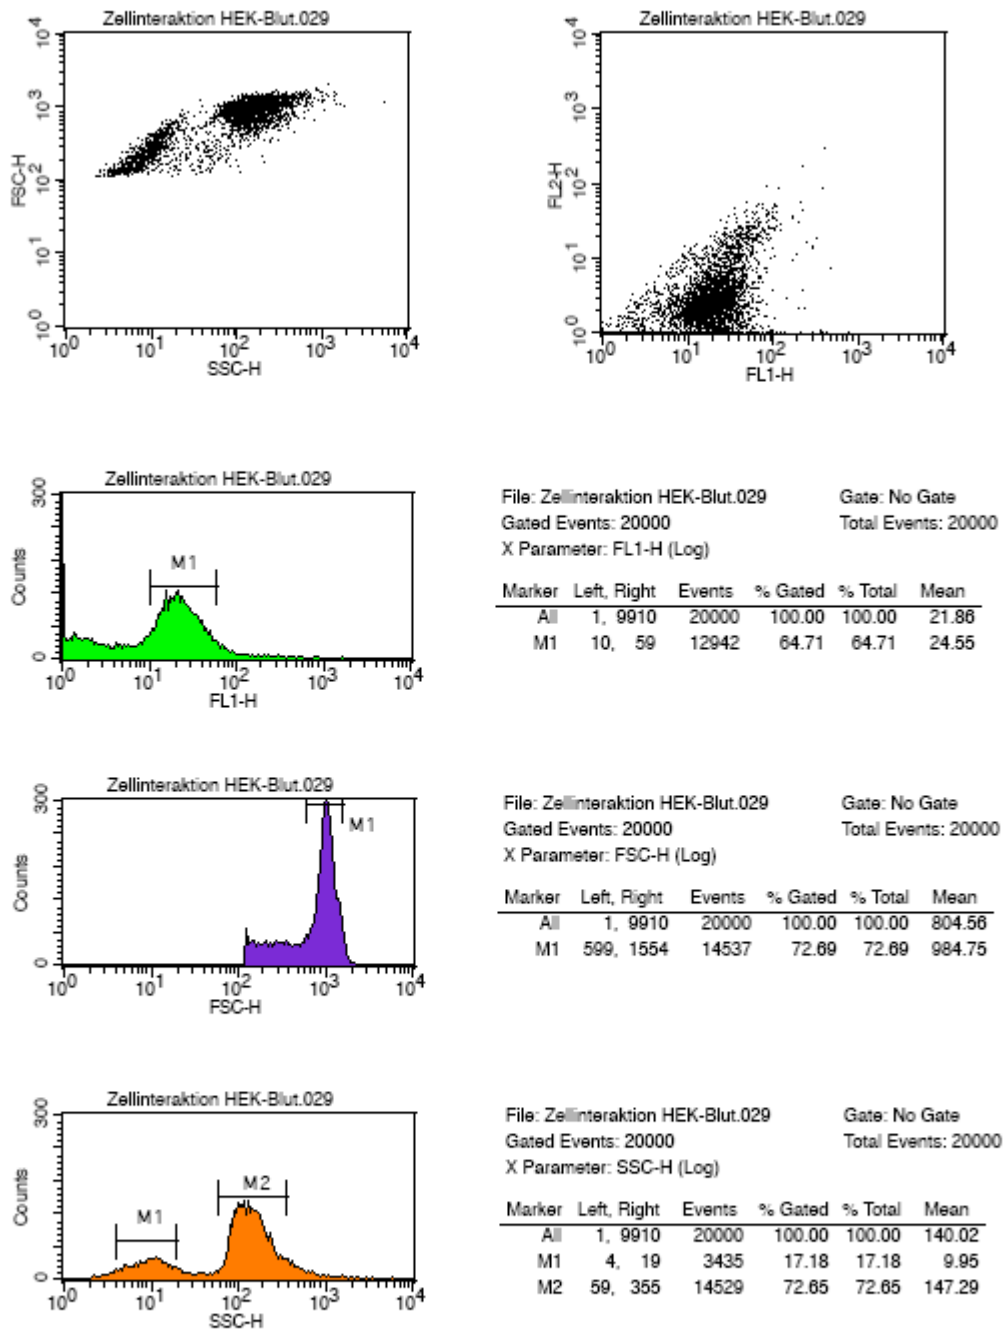 Zellinteraktion HEK-Blut.029
10^4
10^3
10^2
10^1
10^0
FSC-H
10^0 10^1 10^2 10^3 10^4
SSC-H
Zellinteraktion HEK-Blut.029
10^4
10^3
10^2
10^1
10^0
FL2-H
10^0 10^1 10^2 10^3 10^4
FL1-H
Zellinteraktion HEK-Blut.029
300
Counts
0
M1
10^0 10^1 10^2 10^3 10^4
FL1-H
File: Zellinteraktion HEK-Blut.029 Gate: No Gate
Gated Events: 20000 Total Events: 20000
X Parameter: FL1-H (Log)
Marker Left, Right Events % Gated % Total Mean
All 1, 9910 20000 100.00 100.00 21.86
M1 10, 59 12942 64.71 64.71 24.55
Zellinteraktion HEK-Blut.029
300
Counts
0
M1
10^0 10^1 10^2 10^3 10^4
FSC-H
File: Zellinteraktion HEK-Blut.029 Gate: No Gate
Gated Events: 20000 Total Events: 20000
X Parameter: FSC-H (Log)
Marker Left, Right Events % Gated % Total Mean
All 1, 9910 20000 100.00 100.00 804.56
M1 599, 1554 14537 72.69 72.69 984.75
Zellinteraktion HEK-Blut.029
300
Counts
0
M1
M2
10^0 10^1 10^2 10^3 10^4
SSC-H
File: Zellinteraktion HEK-Blut.029 Gate: No Gate
Gated Events: 20000 Total Events: 20000
X Parameter: SSC-H (Log)
Marker Left, Right Events % Gated % Total Mean
All 1, 9910 20000 100.00 100.00 140.02
M1 4, 19 3435 17.18 17.18 9.95
M2 59, 355 14529 72.65 72.65 147.29